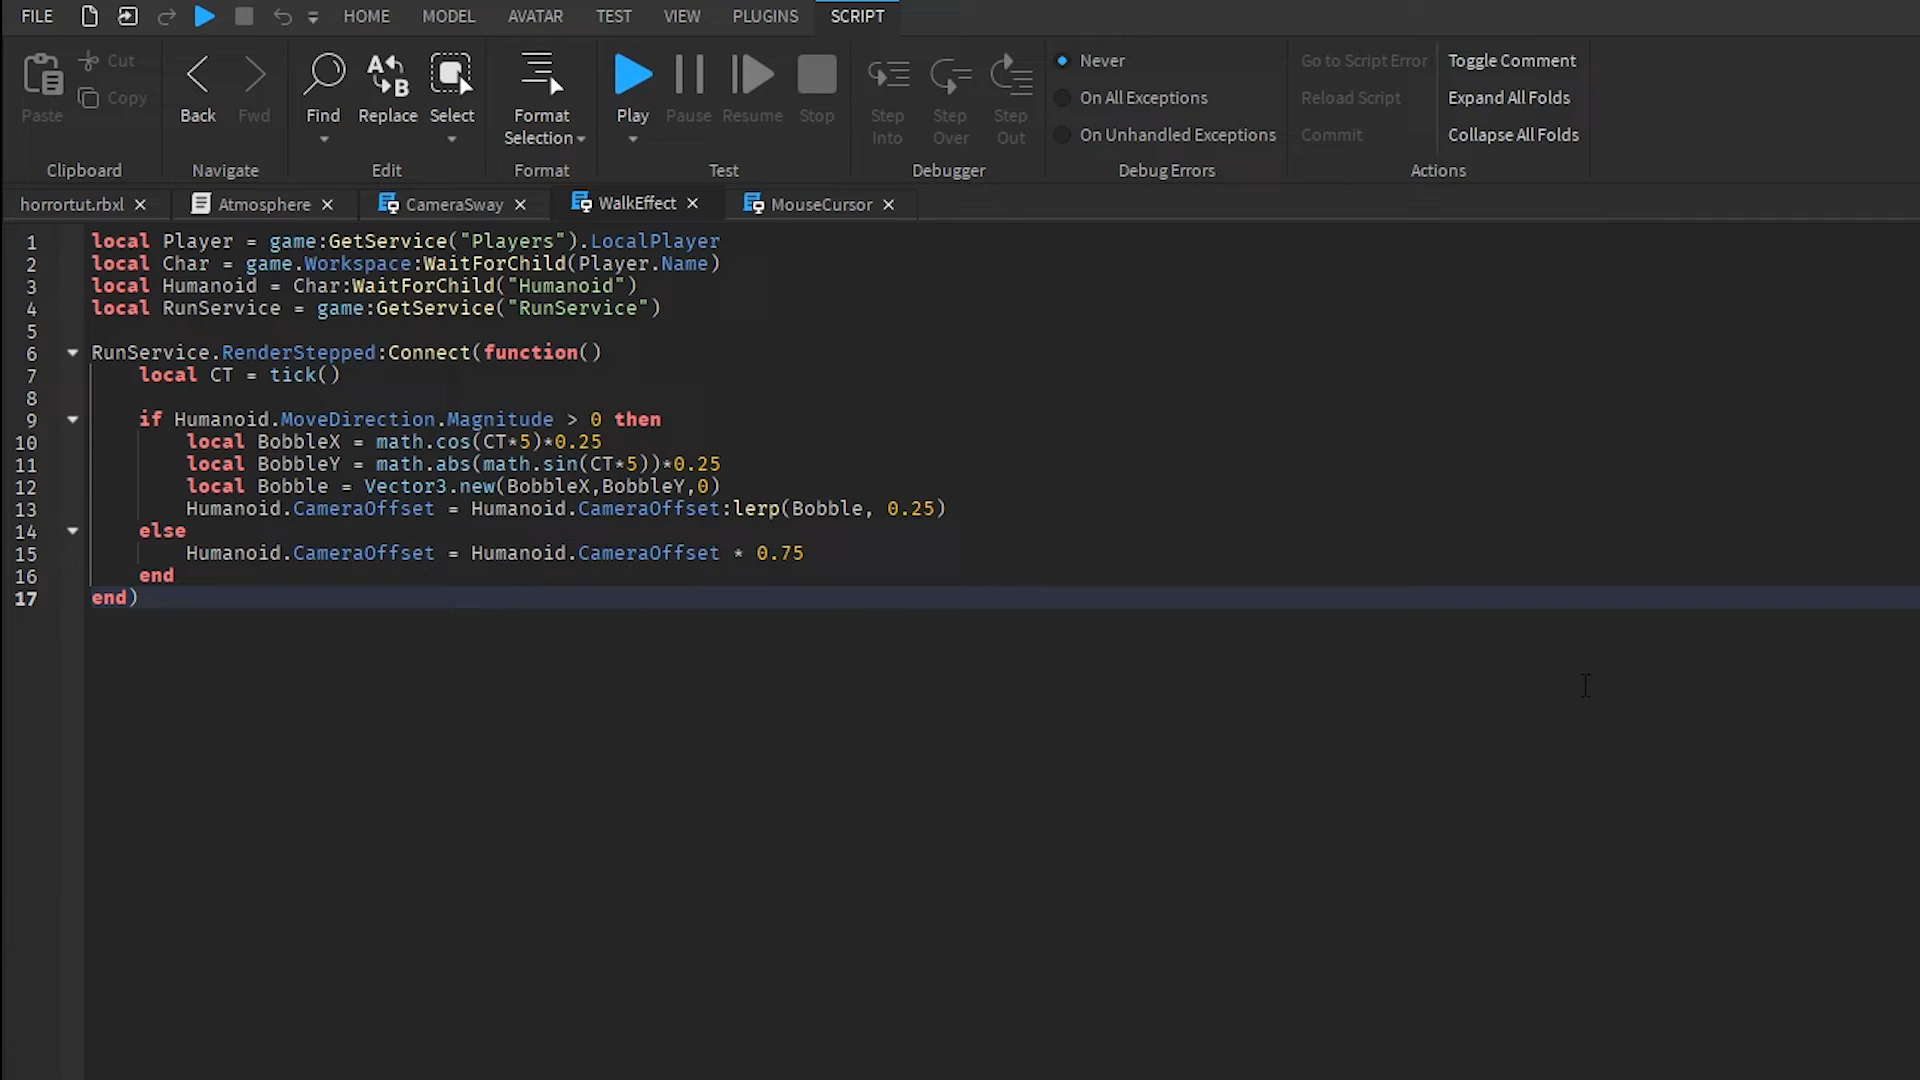 FILE HOME MODEL AVATAR TEST VIEW PLUGINS SCRIPT
Paste
Cut
Copy
Clipboard
Back
Fwd
Navigate
Find
Replace
Select
Edit
Format
Selection
Format
Play
Pause
Resume
Stop
Test
Step
Into
Step
Over
Step
Out
Debugger
Never
On All Exceptions
On Unhandled Exceptions
Debug Errors
Go to Script Error
Reload Script
Commit
Toggle Comment
Expand All Folds
Collapse All Folds
Actions
horrortut.rbxl Atmosphere CameraSway WalkEffect MouseCursor
1 local Player = game:GetService("Players").LocalPlayer
2 local Char = game.Workspace:WaitForChild(Player.Name)
3 local Humanoid = Char:WaitForChild("Humanoid")
4 local RunService = game:GetService("RunService")
5
6 RunService.RenderStepped:Connect(function()
7 local CT = tick()
8
9 if Humanoid.MoveDirection.Magnitude > 0 then
10 local BobbleX = math.cos(CT*5)*0.25
11 local BobbleY = math.abs(math.sin(CT*5))*0.25
12 local Bobble = Vector3.new(BobbleX,BobbleY,0)
13 Humanoid.CameraOffset = Humanoid.CameraOffset:lerp(Bobble, 0.25)
14 else
15 Humanoid.CameraOffset = Humanoid.CameraOffset * 0.75
16 end
17 end)